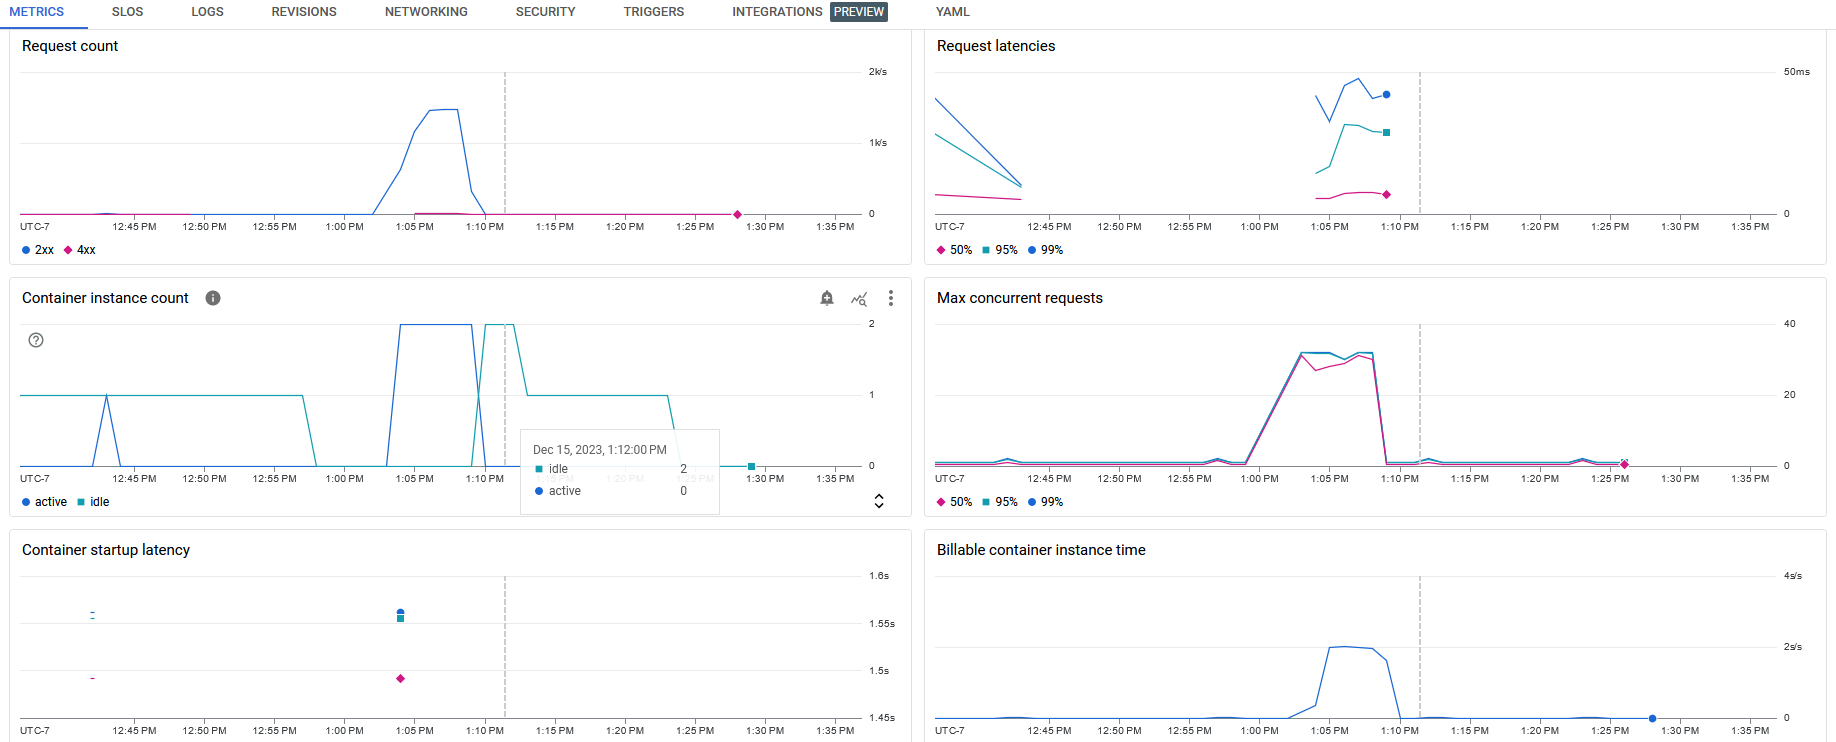 METRICS SLOS LOGS REVISIONS NETWORKING SECURITY TRIGGERS INTEGRATIONS PREVIEW YAML
Request count
2k/s
1k/s
0
UTC-7 12:45 PM 12:50 PM 12:55 PM 1:00 PM 1:05 PM 1:10 PM 1:15 PM 1:20 PM 1:25 PM 1:30 PM 1:35 PM
2xx 4xx
Request latencies
50ms
0
UTC-7 12:45 PM 12:50 PM 12:55 PM 1:00 PM 1:05 PM 1:10 PM 1:15 PM 1:20 PM 1:25 PM 1:30 PM 1:35 PM
50% 95% 99%
Container instance count
2
1
0
Dec 15, 2023, 1:12:00 PM
idle 2
active 0
UTC-7 12:45 PM 12:50 PM 12:55 PM 1:00 PM 1:05 PM 1:10 PM 1:15 PM 1:20 PM 1:25 PM 1:30 PM 1:35 PM
active idle
Max concurrent requests
40
20
0
UTC-7 12:45 PM 12:50 PM 12:55 PM 1:00 PM 1:05 PM 1:10 PM 1:15 PM 1:20 PM 1:25 PM 1:30 PM 1:35 PM
50% 95% 99%
Container startup latency
1.6s
1.55s
1.5s
1.45s
UTC-7 12:45 PM 12:50 PM 12:55 PM 1:00 PM 1:05 PM 1:10 PM 1:15 PM 1:20 PM 1:25 PM 1:30 PM 1:35 PM
Billable container instance time
4s/s
2s/s
0
UTC-7 12:45 PM 12:50 PM 12:55 PM 1:00 PM 1:05 PM 1:10 PM 1:15 PM 1:20 PM 1:25 PM 1:30 PM 1:35 PM